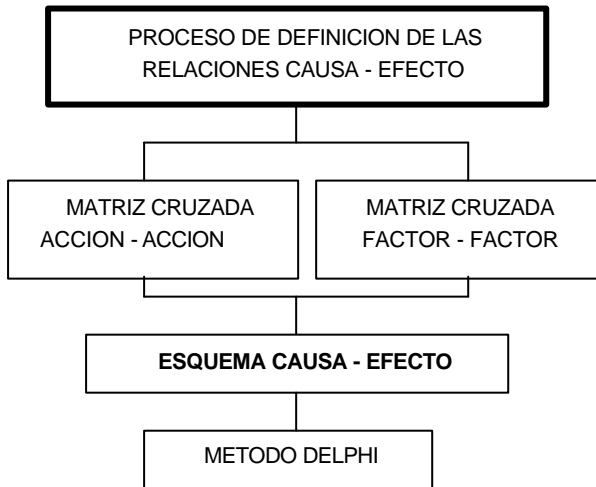 PROCESO DE DEFINICION DE LAS
RELACIONES CAUSA - EFECTO
MATRIZ CRUZADA
ACCION - ACCION
MATRIZ CRUZADA
FACTOR - FACTOR
ESQUEMA CAUSA - EFECTO
METODO DELPHI